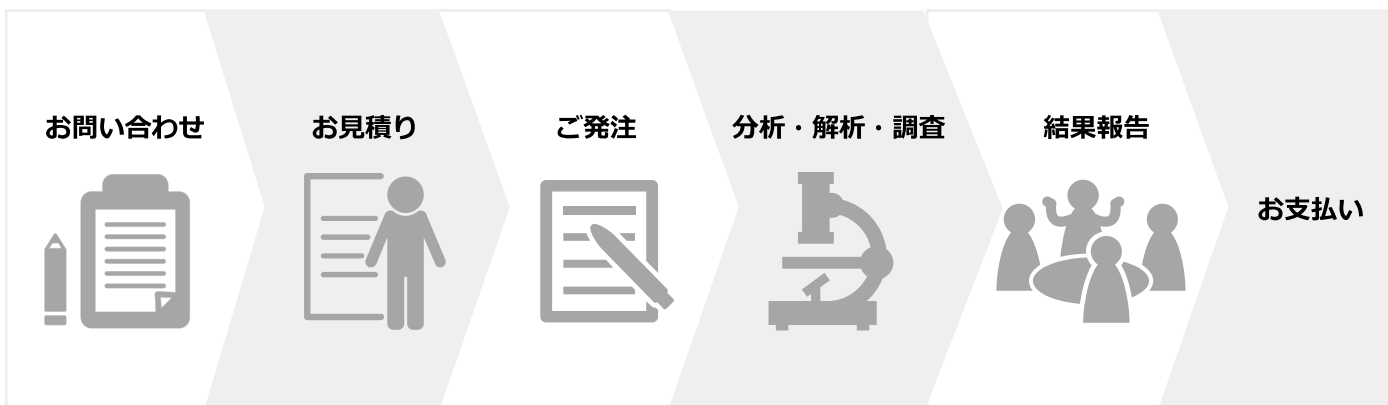 お問い合わせ
お見積り
ご発注
分析・解析・調査
結果報告
お支払い